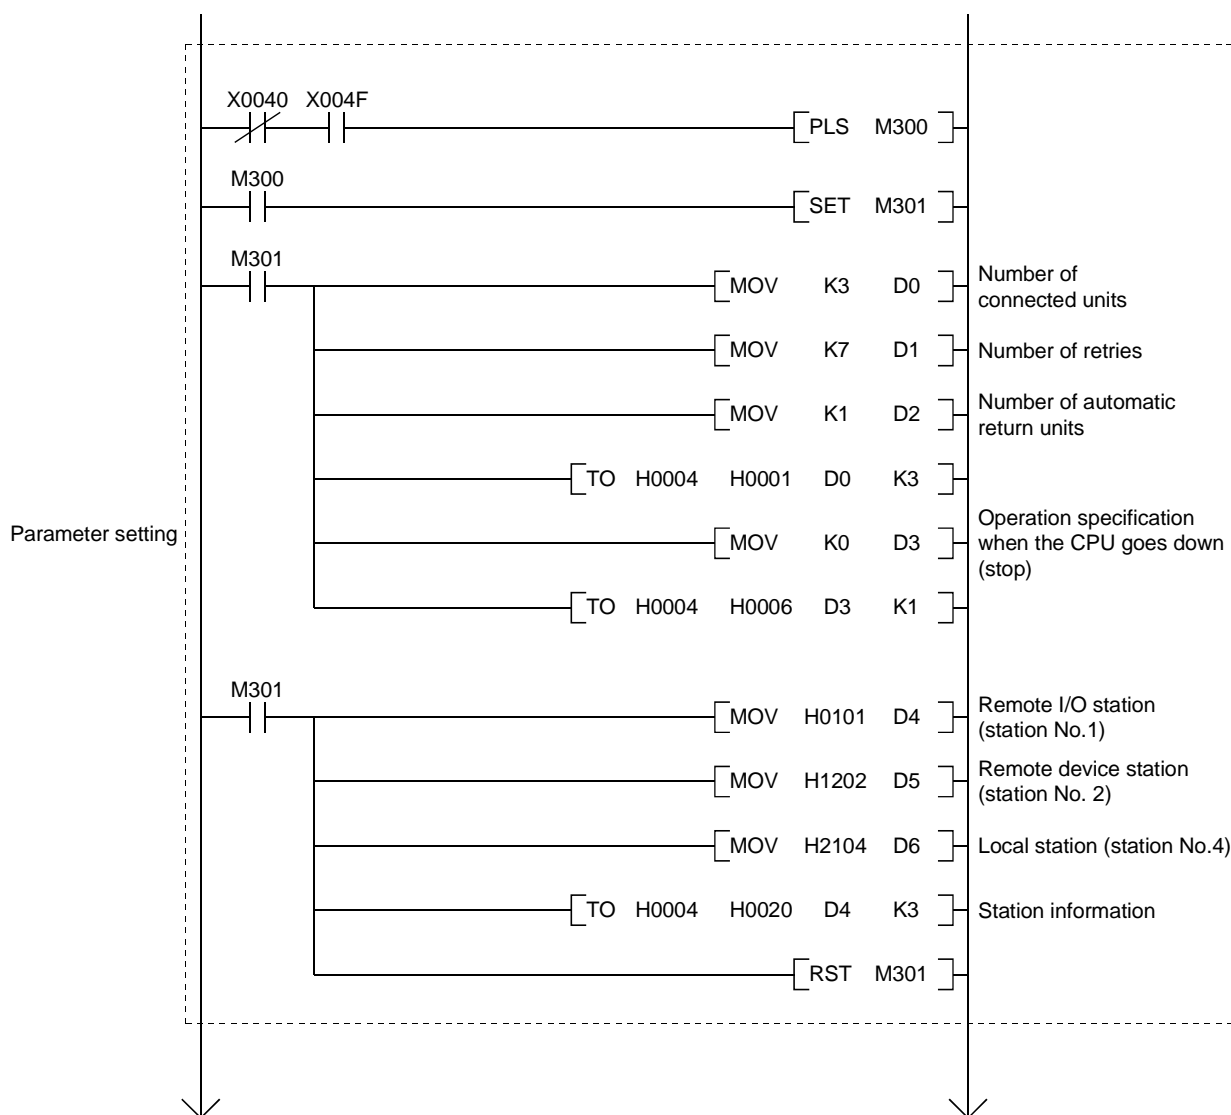 X0040 X004F
PLS M300
M300
SET M301
M301
MOV K3 D0
Number of
connected units
MOV K7 D1
Number of retries
MOV K1 D2
Number of automatic
return units
TO H0004 H0001 D0 K3
Parameter setting
MOV K0 D3
Operation specification
when the CPU goes down
(stop)
TO H0004 H0006 D3 K1
M301
MOV H0101 D4
Remote I/O station
(station No.1)
MOV H1202 D5
Remote device station
(station No. 2)
MOV H2104 D6
Local station (station No.4)
TO H0004 H0020 D4 K3
Station information
RST M301